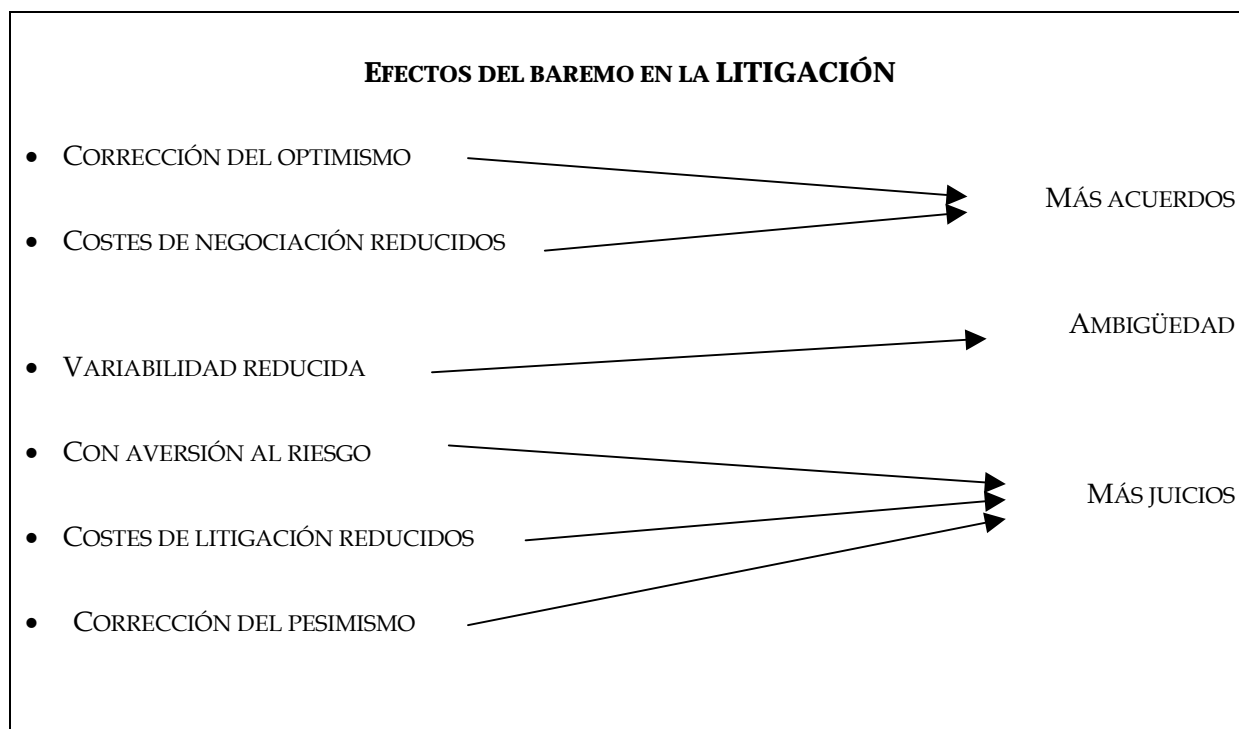 EFECTOS DEL BAREMO EN LA LITIGACIÓN
• CORRECCIÓN DEL OPTIMISMO
MÁS ACUERDOS
• COSTES DE NEGOCIACIÓN REDUCIDOS
AMBIGÜEDAD
• VARIABILIDAD REDUCIDA
• CON AVERSIÓN AL RIESGO
MÁS JUICIOS
• COSTES DE LITIGACIÓN REDUCIDOS
• CORRECCIÓN DEL PESIMISMO